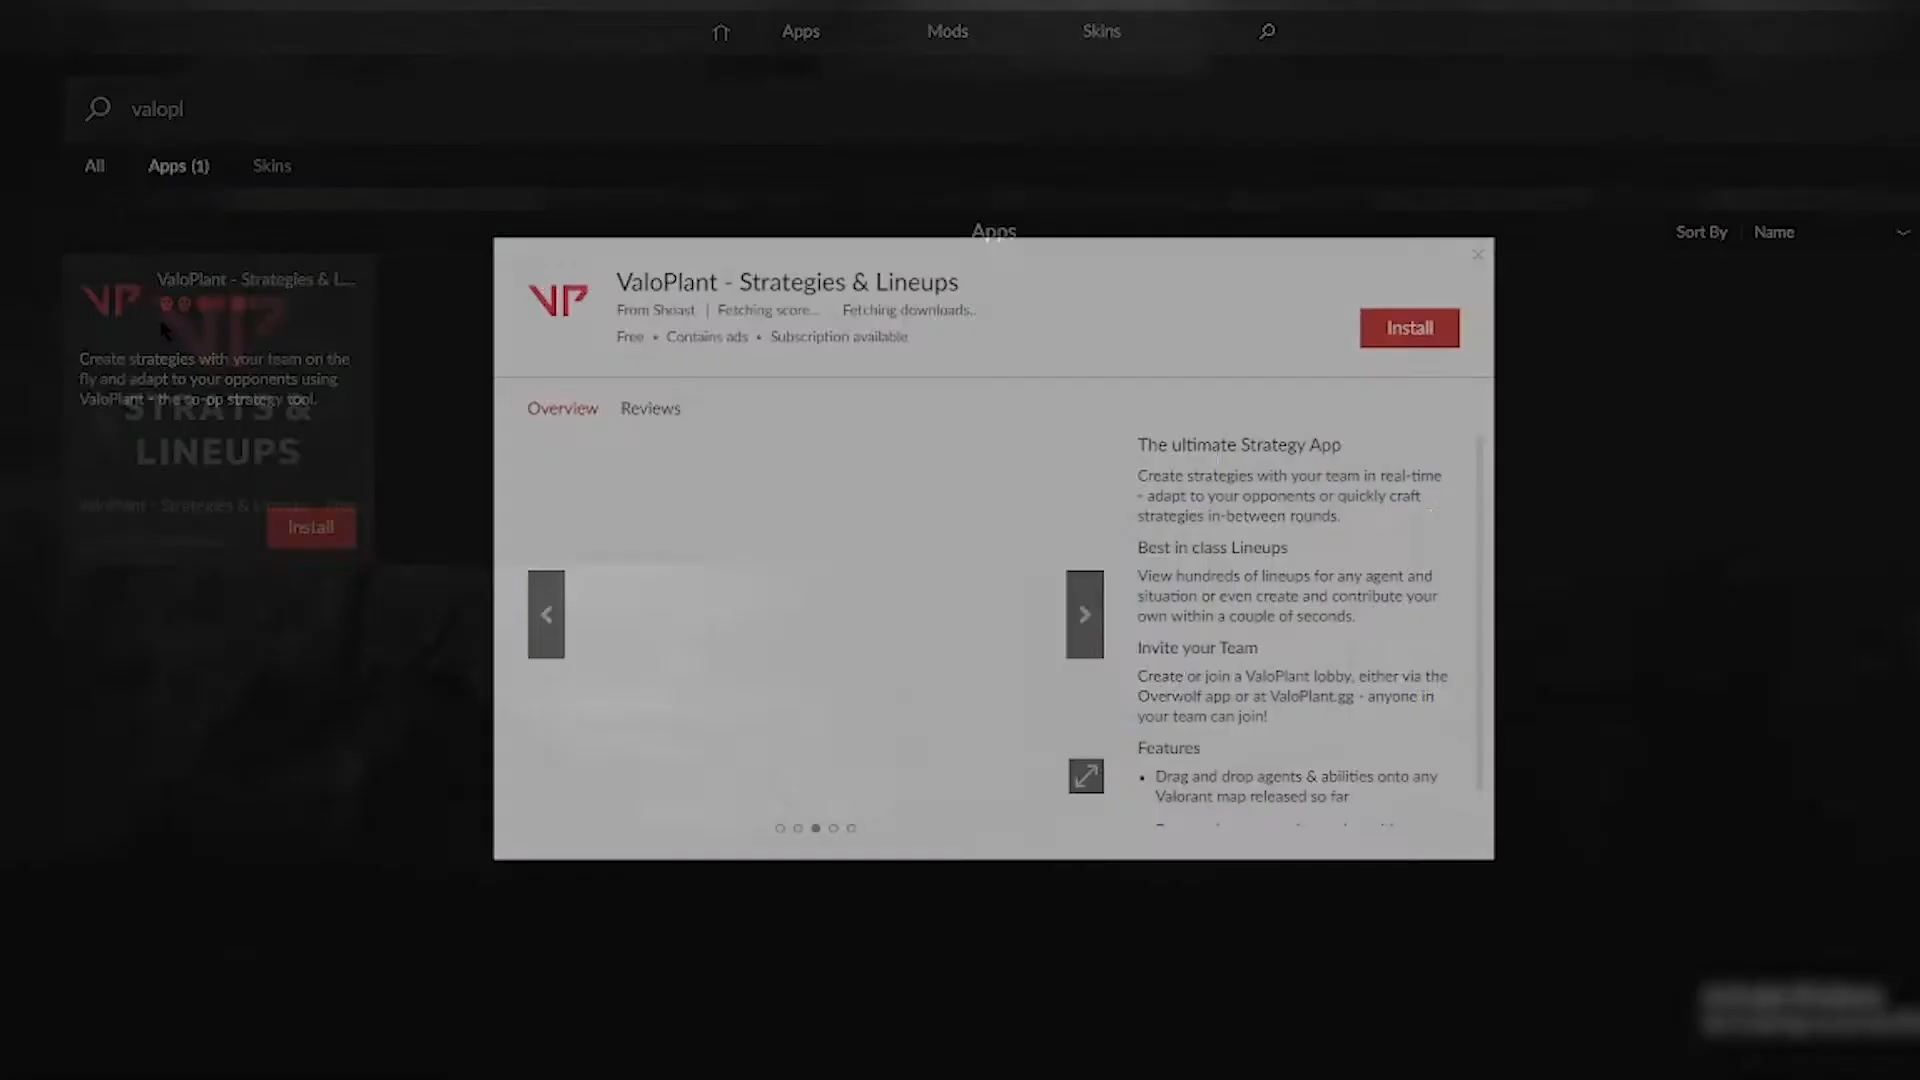 Apps Mods Skins
valopl
All Apps (1) Skins
Apps
Sort By Name
ValoPlant - Strategies & L...
Create strategies with your team on the
fly and adapt to your opponents using
ValoPlant - the co-op strategy tool.
STRATS &
LINEUPS
ValoPlant - Strategies &
Install
VP
ValoPlant - Strategies & Lineups
From Shoast | Fetching score... Fetching downloads..
Free • Contains ads • Subscription available
Install
Overview Reviews
The ultimate Strategy App
Create strategies with your team in real-time
- adapt to your opponents or quickly craft
strategies in-between rounds.
Best in class Lineups
View hundreds of lineups for any agent and
situation or even create and contribute your
own within a couple of seconds.
Invite your Team
Create or join a ValoPlant lobby, either via the
Overwolf app or at ValoPlant.gg - anyone in
your team can join!
Features
• Drag and drop agents & abilities onto any
Valorant map released so far